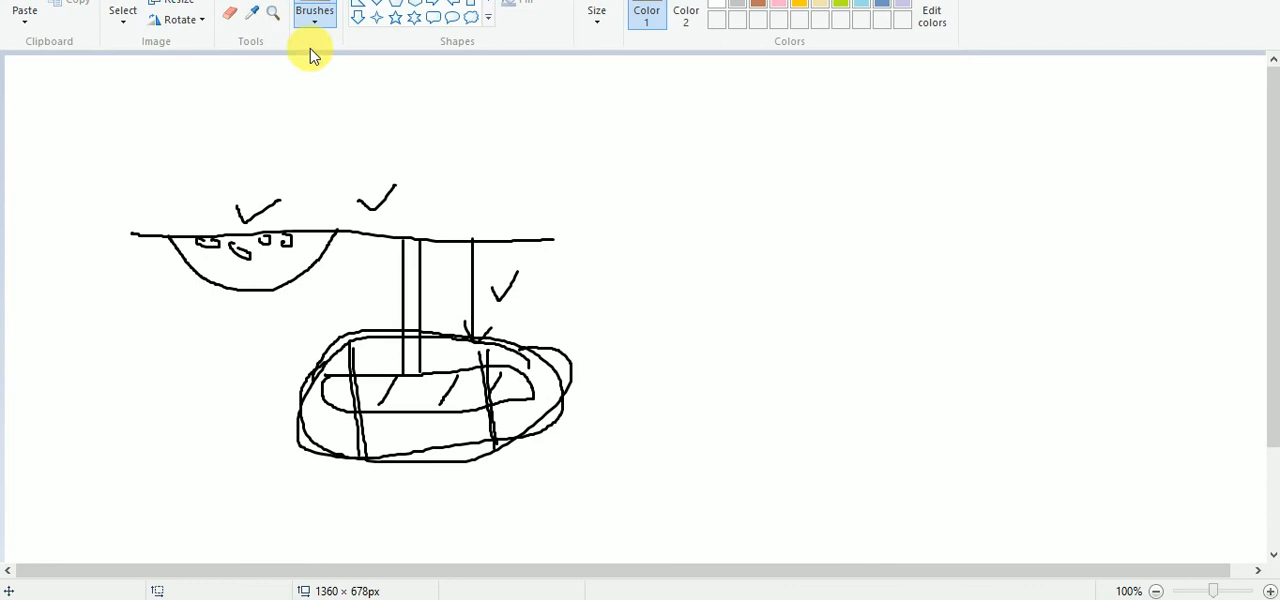 Paste
Copy
Select
Resize
Rotate
Brushes
Fill
Size
Color 1
Color 2
Edit colors
Clipboard
Image
Tools
Shapes
Colors
1360 × 678px
100%